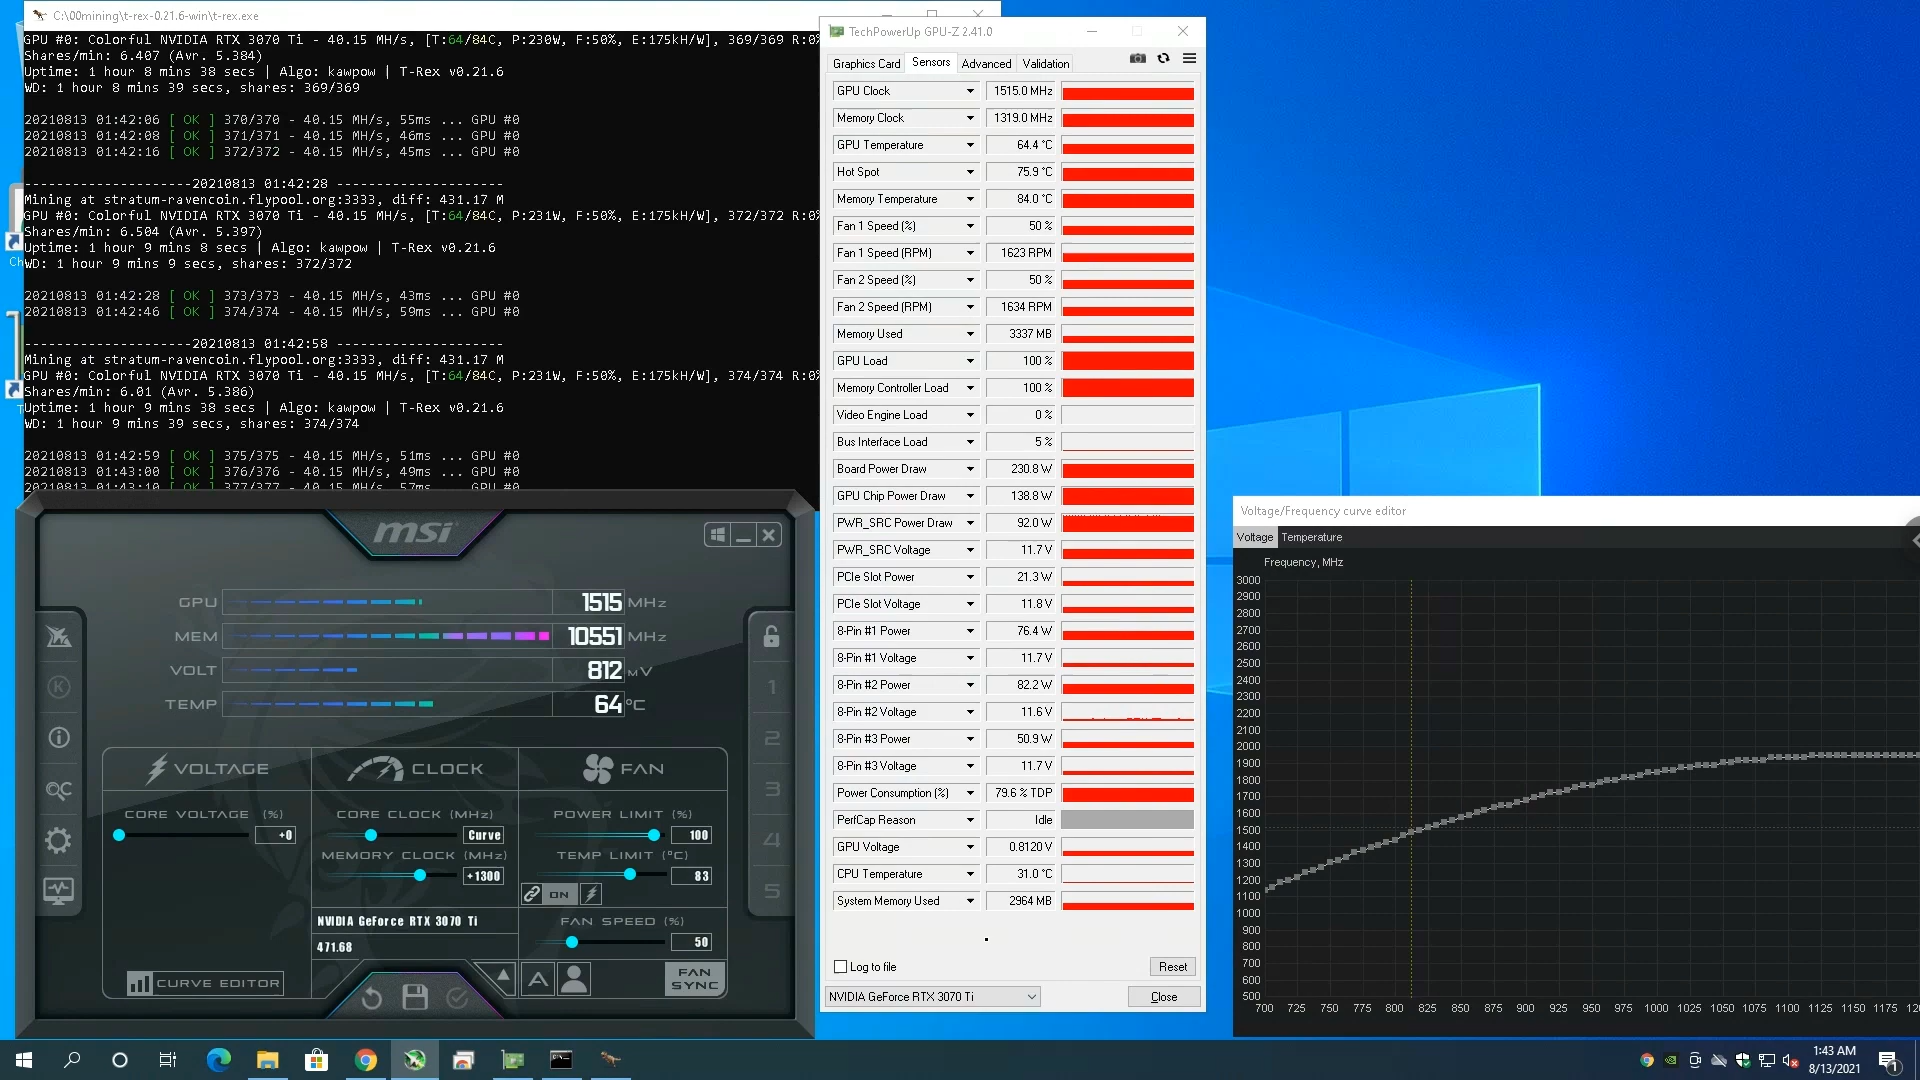 C:\00mining\t-rex-0.21.6-win\t-rex.exe
GPU #0: Colorful NVIDIA RTX 3070 Ti - 40.15 MH/s, [T:64/84C, P:230W, F:50%, E:175kH/W], 369/369 R:0%
Shares/min: 6.407 (Avr. 5.384)
Uptime: 1 hour 8 mins 38 secs | Algo: kawpow | T-Rex v0.21.6
WD: 1 hour 8 mins 39 secs, shares: 369/369
20210813 01:42:06 [ OK ] 370/370 - 40.15 MH/s, 55ms ... GPU #0
20210813 01:42:08 [ OK ] 371/371 - 40.15 MH/s, 46ms ... GPU #0
20210813 01:42:16 [ OK ] 372/372 - 40.15 MH/s, 45ms ... GPU #0
---------------------20210813 01:42:28 ---------------------
Mining at stratum-ravencoin.flypool.org:3333, diff: 431.17 M
GPU #0: Colorful NVIDIA RTX 3070 Ti - 40.15 MH/s, [T:64/84C, P:231W, F:50%, E:175kH/W], 372/372 R:0%
Shares/min: 6.504 (Avr. 5.397)
Uptime: 1 hour 9 mins 8 secs | Algo: kawpow | T-Rex v0.21.6
WD: 1 hour 9 mins 9 secs, shares: 372/372
20210813 01:42:28 [ OK ] 373/373 - 40.15 MH/s, 43ms ... GPU #0
20210813 01:42:46 [ OK ] 374/374 - 40.15 MH/s, 59ms ... GPU #0
---------------------20210813 01:42:58 ---------------------
Mining at stratum-ravencoin.flypool.org:3333, diff: 431.17 M
GPU #0: Colorful NVIDIA RTX 3070 Ti - 40.15 MH/s, [T:64/84C, P:231W, F:50%, E:175kH/W], 374/374 R:0%
Shares/min: 6.01 (Avr. 5.386)
Uptime: 1 hour 9 mins 38 secs | Algo: kawpow | T-Rex v0.21.6
WD: 1 hour 9 mins 39 secs, shares: 374/374
20210813 01:42:59 [ OK ] 375/375 - 40.15 MH/s, 51ms ... GPU #0
20210813 01:43:00 [ OK ] 376/376 - 40.15 MH/s, 49ms ... GPU #0
20210813 01:43:10 [ OK ] 377/377 - 40.15 MH/s, 57ms ... GPU #0
Ch
msi
GPU 1515 MHz
MEM 10551 MHz
VOLT 812 mV
TEMP 64 °C
K
OC
1
2
3
4
5
VOLTAGE
CLOCK
FAN
CORE VOLTAGE (%)
+0
CORE CLOCK (MHz)
Curve
MEMORY CLOCK (MHz)
+1300
POWER LIMIT (%)
100
TEMP LIMIT (°C)
83
ON
FAN SPEED (%)
50
NVIDIA GeForce RTX 3070 Ti
471.68
CURVE EDITOR
A
FAN SYNC
TechPowerUp GPU-Z 2.41.0
Graphics Card Sensors Advanced Validation
GPU Clock 1515.0 MHz
Memory Clock 1319.0 MHz
GPU Temperature 64.4 °C
Hot Spot 75.9 °C
Memory Temperature 84.0 °C
Fan 1 Speed (%) 50 %
Fan 1 Speed (RPM) 1623 RPM
Fan 2 Speed (%) 50 %
Fan 2 Speed (RPM) 1634 RPM
Memory Used 3337 MB
GPU Load 100 %
Memory Controller Load 100 %
Video Engine Load 0 %
Bus Interface Load 5 %
Board Power Draw 230.8 W
GPU Chip Power Draw 138.8 W
PWR_SRC Power Draw 92.0 W
PWR_SRC Voltage 11.7 V
PCIe Slot Power 21.3 W
PCIe Slot Voltage 11.8 V
8-Pin #1 Power 76.4 W
8-Pin #1 Voltage 11.7 V
8-Pin #2 Power 82.2 W
8-Pin #2 Voltage 11.6 V
8-Pin #3 Power 50.9 W
8-Pin #3 Voltage 11.7 V
Power Consumption (%) 79.6 % TDP
PerfCap Reason Idle
GPU Voltage 0.8120 V
CPU Temperature 31.0 °C
System Memory Used 2964 MB
Log to file
Reset
NVIDIA GeForce RTX 3070 Ti
Close
Voltage/Frequency curve editor
Voltage Temperature
Frequency, MHz
3000
2900
2800
2700
2600
2500
2400
2300
2200
2100
2000
1900
1800
1700
1600
1500
1400
1300
1200
1100
1000
900
800
700
600
500
700 725 750 775 800 825 850 875 900 925 950 975 1000 1025 1050 1075 1100 1125 1150 1175
1:43 AM
8/13/2021
1